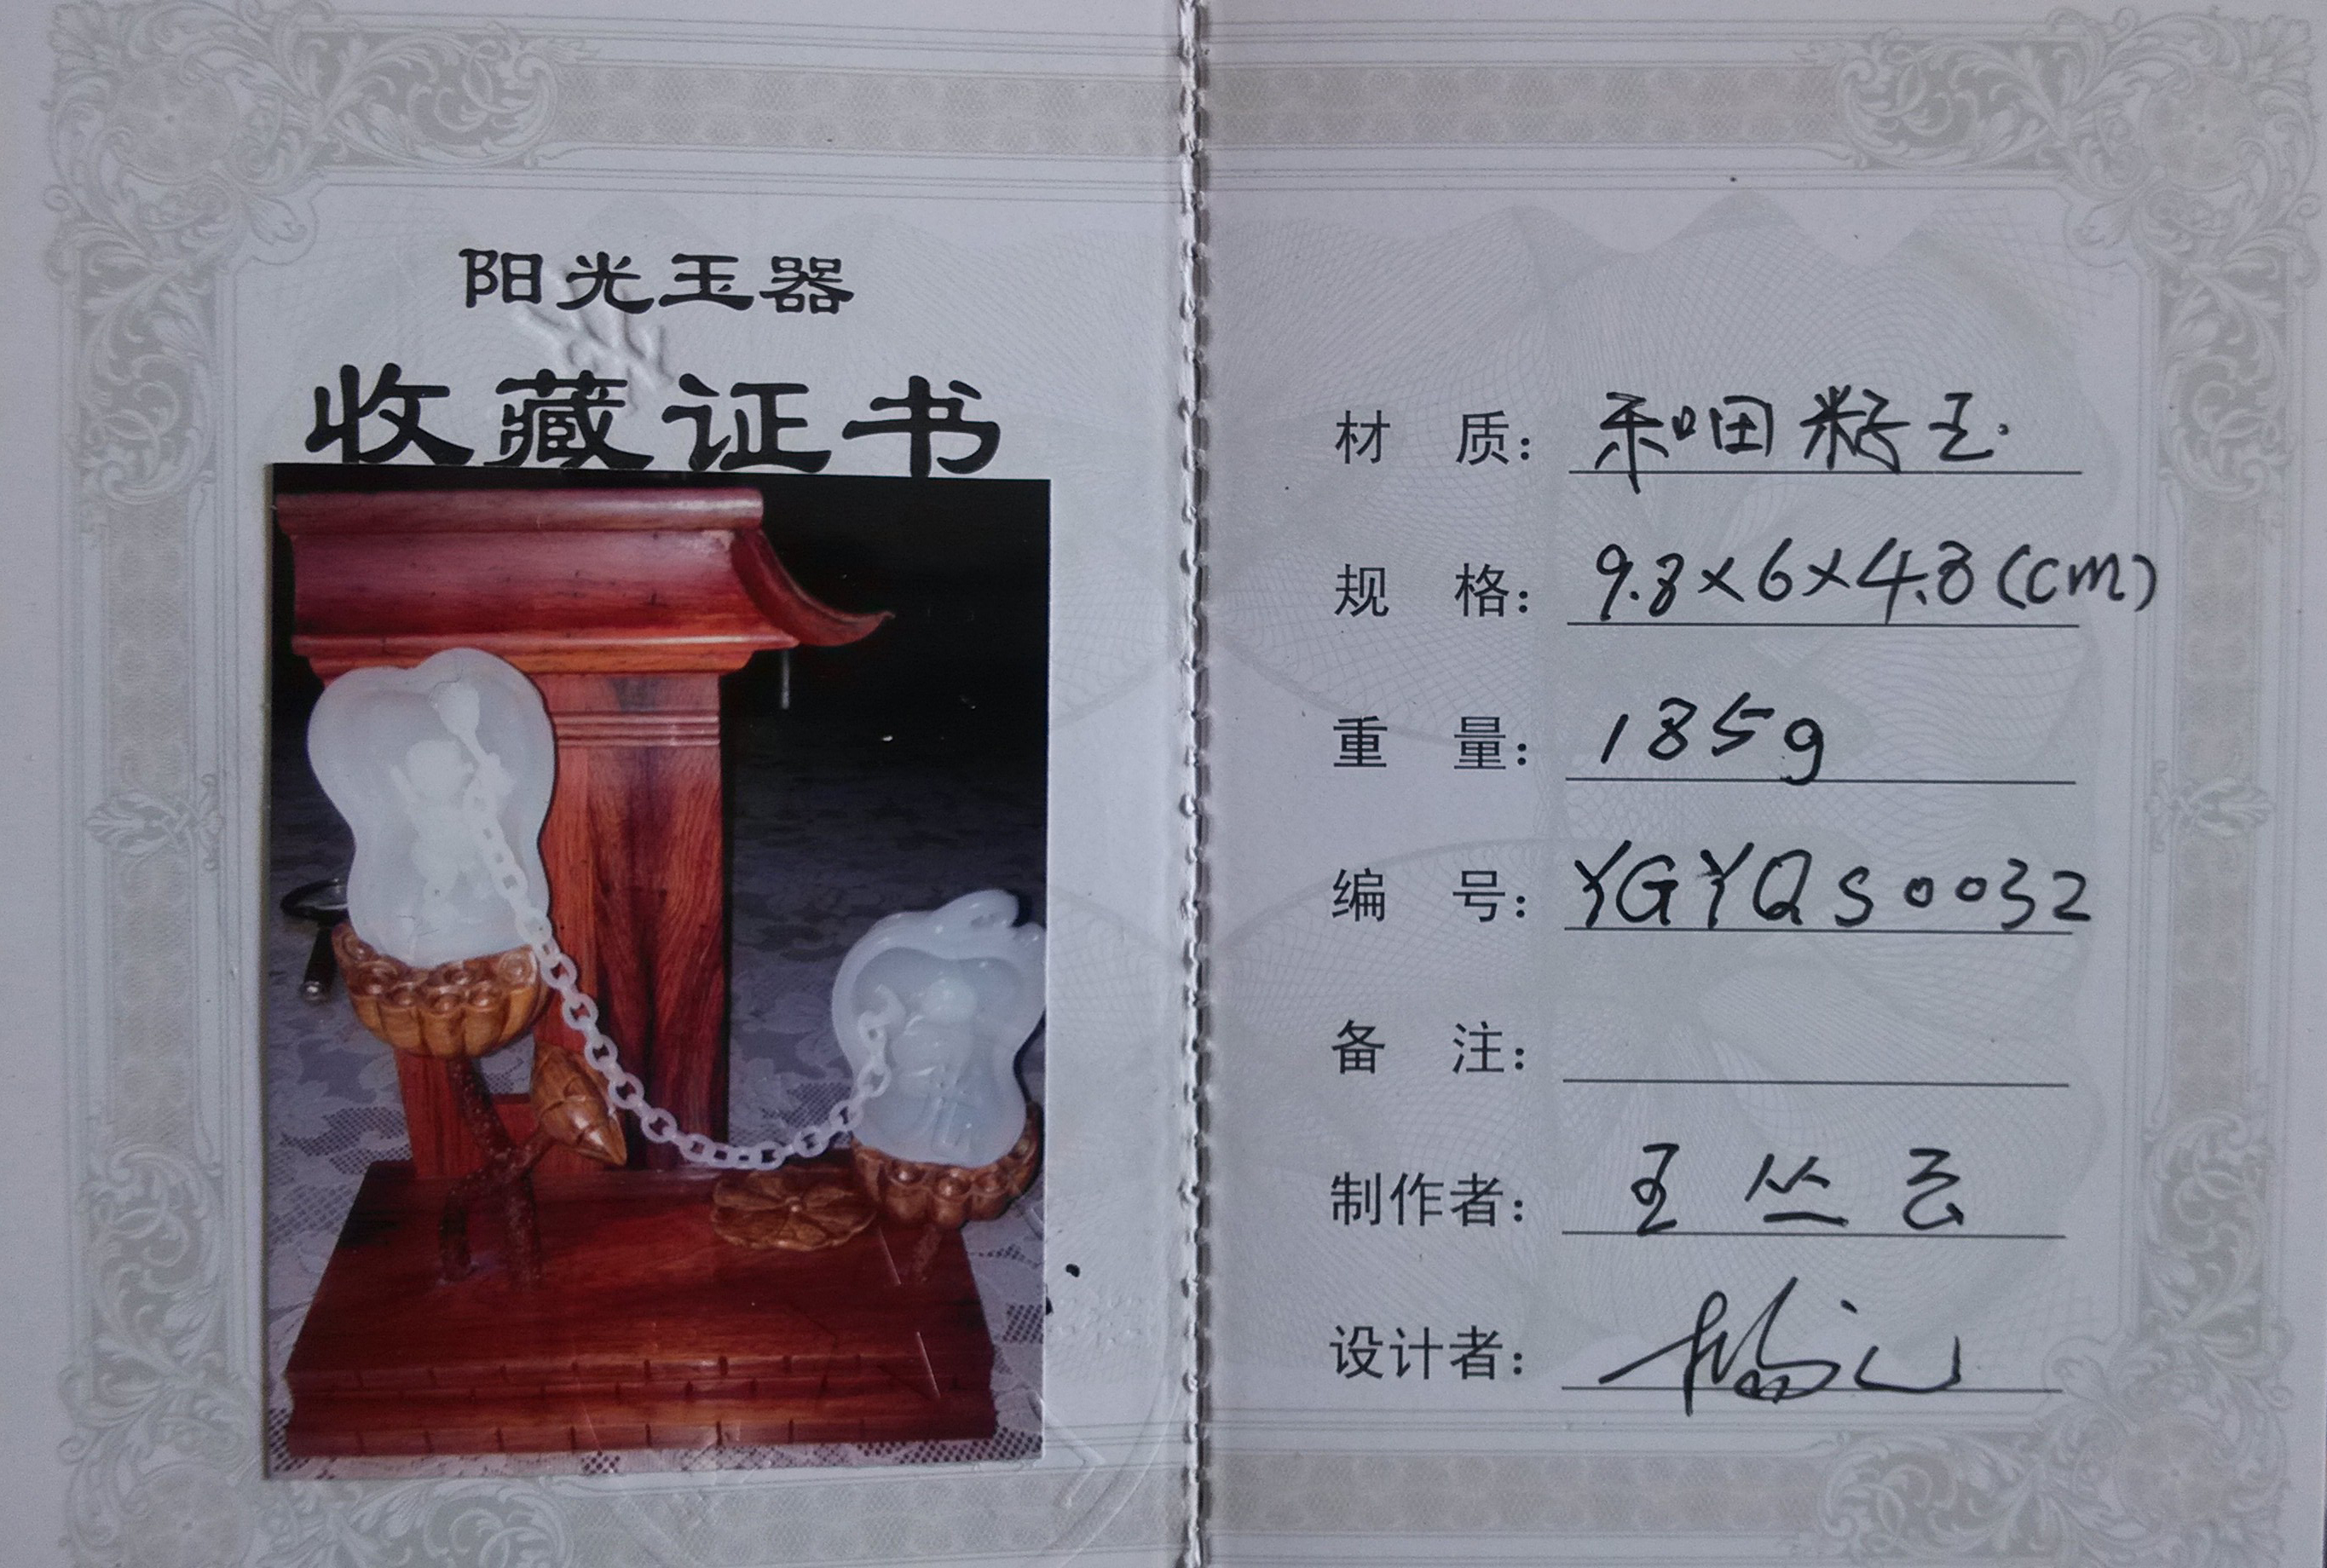 阳光玉器
收藏证书
材 质：和田籽玉
规 格：9.8×6×4.8(cm)
重 量：185g
编 号：YGYQS0032
备 注：
制作者：王丛云
设计者：